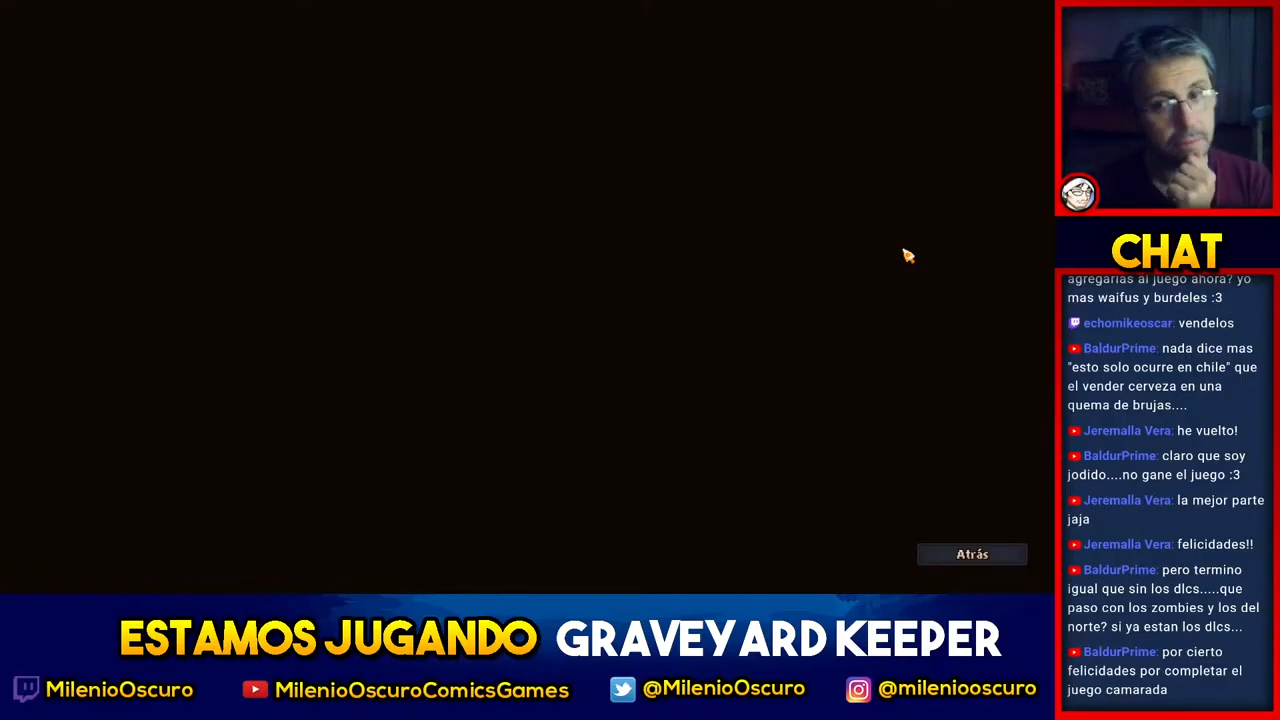 CHAT
agregarias al juego ahora? yo
mas waifus y burdeles :3
echomikeoscar: vendelos
BaldurPrime: nada dice mas
"esto solo ocurre en chile" que
el vender cerveza en una
quema de brujas....
Jeremalla Vera: he vuelto!
BaldurPrime: claro que soy
jodido....no gane el juego :3
Jeremalla Vera: la mejor parte
jaja
Jeremalla Vera: felicidades!!
BaldurPrime: pero termino
igual que sin los dlcs.....que
paso con los zombies y los del
norte? si ya estan los dlcs...
BaldurPrime: por cierto
felicidades por completar el
juego camarada
Atrás
ESTAMOS JUGANDO GRAVEYARD KEEPER
MilenioOscuro MilenioOscuroComicsGames @MilenioOscuro @mileniooscuro